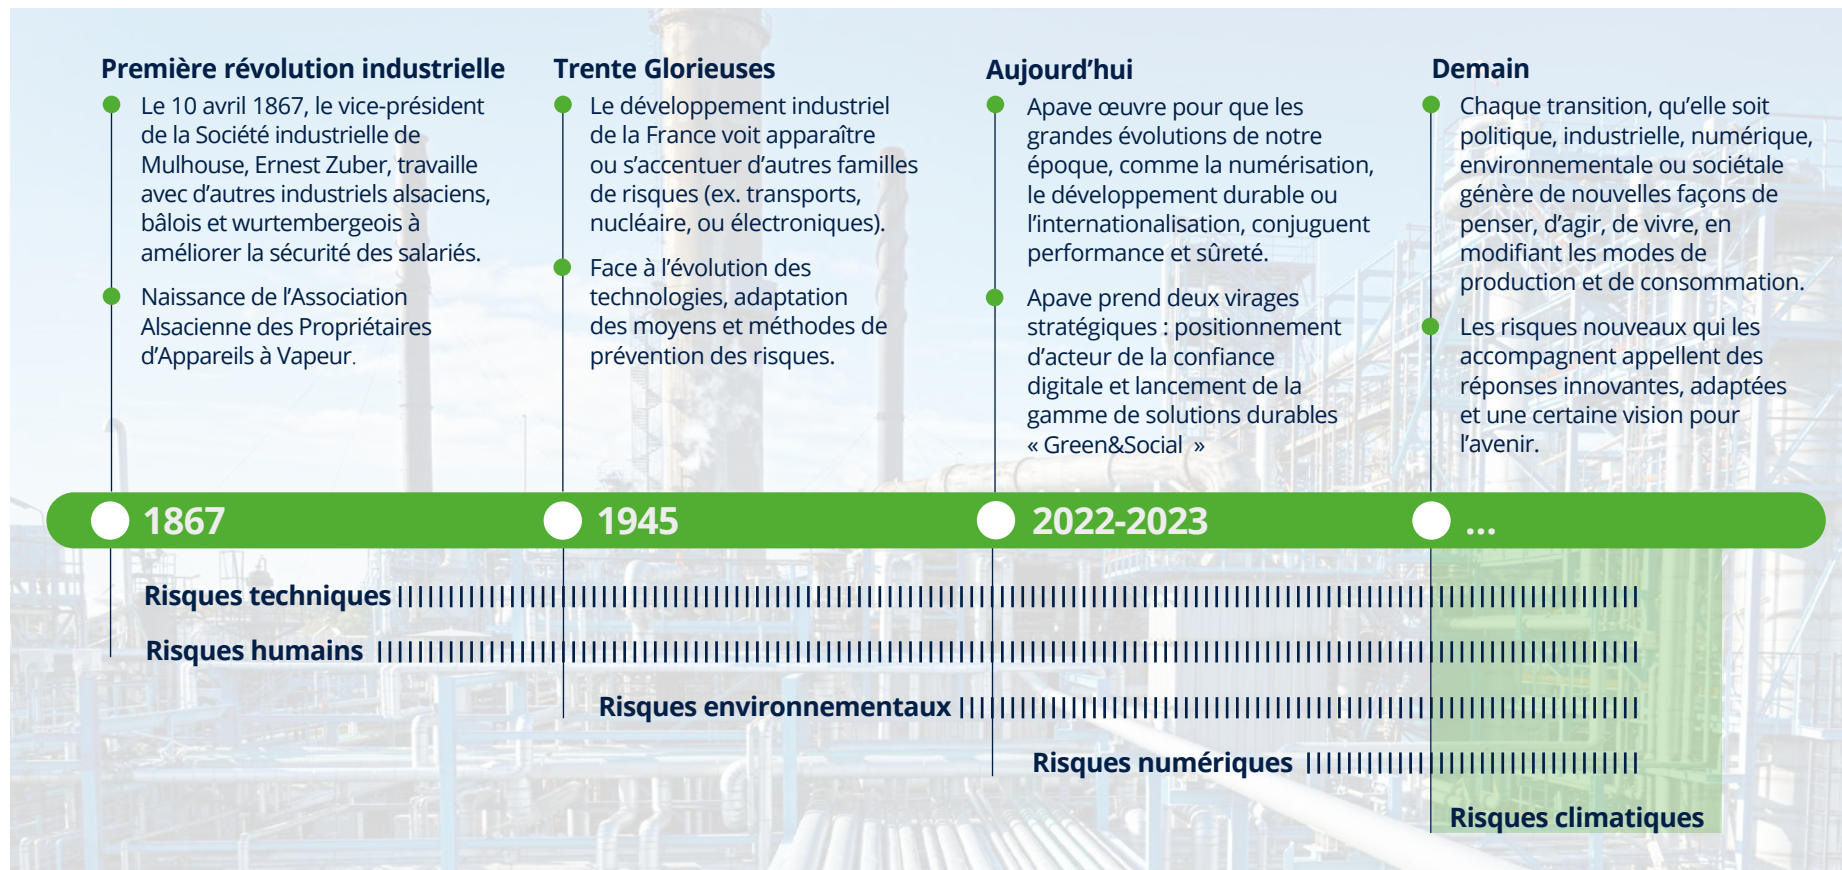 Première révolution industrielle
Le 10 avril 1867, le vice-président
de la Société industrielle de
Mulhouse, Ernest Zuber, travaille
avec d’autres industriels alsaciens,
bâlois et wurtembergeois à
améliorer la sécurité des salariés.
Naissance de l’Association
Alsacienne des Propriétaires
d’Appareils à Vapeur.
Trente Glorieuses
Le développement industriel
de la France voit apparaître
ou s’accentuer d’autres familles
de risques (ex. transports,
nucléaire, ou électroniques).
Face à l’évolution des
technologies, adaptation
des moyens et méthodes de
prévention des risques.
Aujourd’hui
Apave œuvre pour que les
grandes évolutions de notre
époque, comme la numérisation,
le développement durable ou
l’internationalisation, conjuguent
performance et sûreté.
Apave prend deux virages
stratégiques : positionnement
d’acteur de la confiance
digitale et lancement de la
gamme de solutions durables
« Green&Social »
Demain
Chaque transition, qu’elle soit
politique, industrielle, numérique,
environnementale ou sociétale
génère de nouvelles façons de
penser, d’agir, de vivre, en
modifiant les modes de
production et de consommation.
Les risques nouveaux qui les
accompagnent appellent des
réponses innovantes, adaptées
et une certaine vision pour
l’avenir.
1867
1945
2022-2023
...
Risques techniques
Risques humains
Risques environnementaux
Risques numériques
Risques climatiques